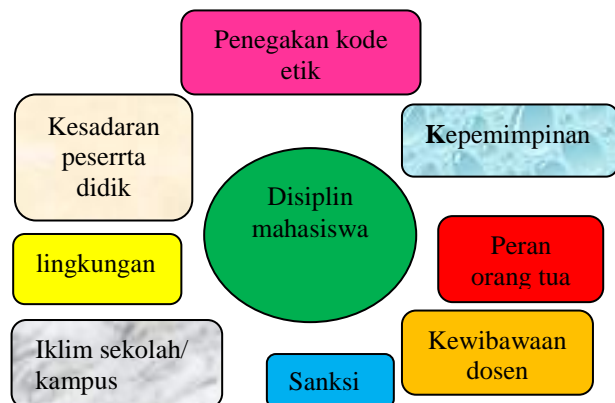 Penegakan kode
etik
Kesadaran
peserrta
didik
Kepemimpinan
Disiplin
mahasiswa
lingkungan
Peran
orang tua
Iklim sekolah/
kampus
Sanksi
Kewibawaan
dosen